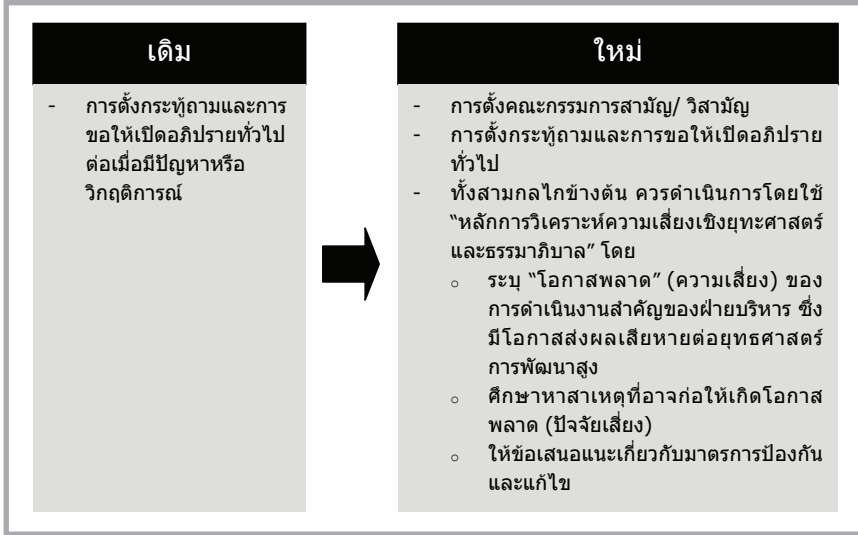 เดิม
- การตั้งกระทู้ถามและการ
ขอให้เปิดอภิปรายทั่วไป
ต่อเมื่อมีปัญหาหรือ
วิกฤติการณ์
ใหม่
- การตั้งคณะกรรมการสามัญ/ วิสามัญ
- การตั้งกระทู้ถามและการขอให้เปิดอภิปราย
ทั่วไป
- ทั้งสามกลไกข้างต้น ควรดำเนินการโดยใช้
“หลักการวิเคราะห์ความเสี่ยงเชิงยุทะศาสตร์
และธรรมาภิบาล” โดย
○ ระบุ “โอกาสพลาด” (ความเสี่ยง) ของ
การดำเนินงานสำคัญของฝ่ายบริหาร ซึ่ง
มีโอกาสส่งผลเสียหายต่อยุทธศาสตร์
การพัฒนาสูง
○ ศึกษาหาสาเหตุที่อาจก่อให้เกิดโอกาส
พลาด (ปัจจัยเสี่ยง)
○ ให้ข้อเสนอแนะเกี่ยวกับมาตรการป้องกัน
และแก้ไข